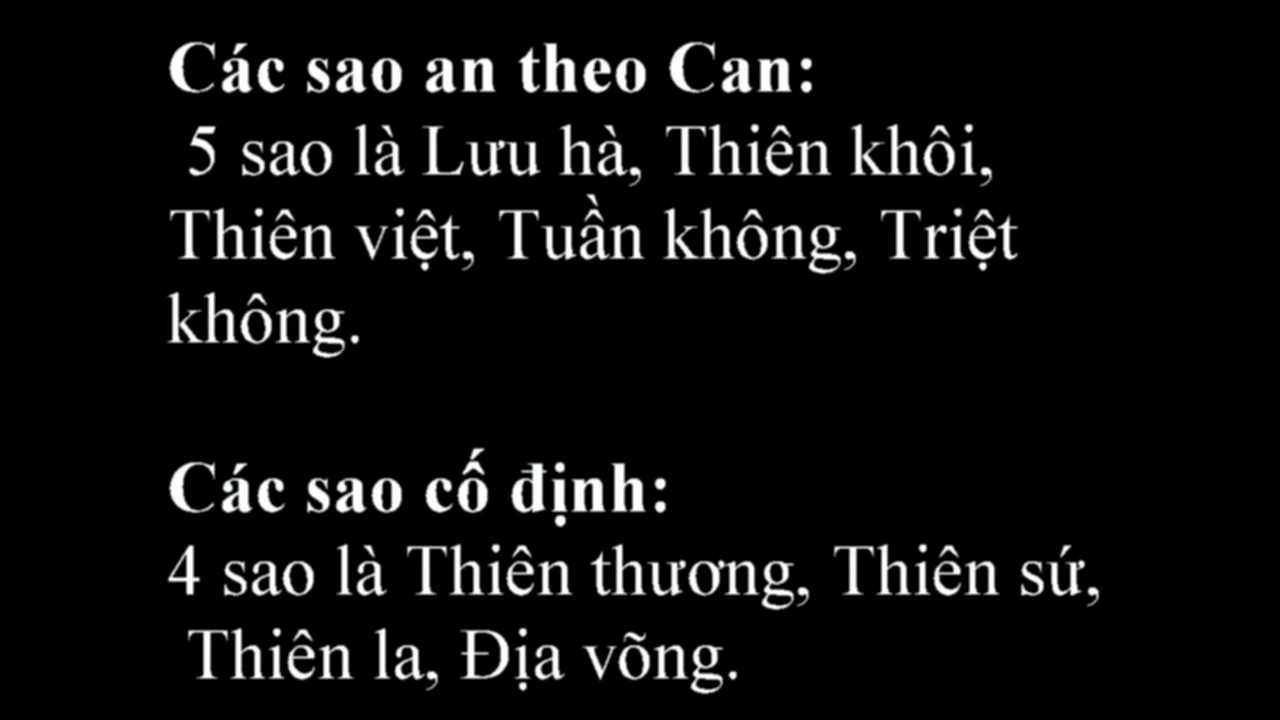 Các sao an theo Can:
5 sao là Lưu hà, Thiên khôi,
Thiên việt, Tuần không, Triệt
không.
Các sao cố định:
4 sao là Thiên thương, Thiên sứ,
Thiên la, Địa võng.